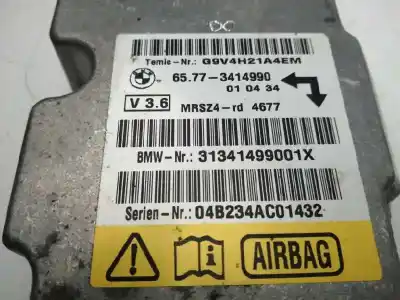 Temic-Nr.: G9V4H21A4EM
BMW
65.77-3414990
01 04 34
V 3.6
MRSZ4-rd 4677
BMW-Nr.: 31341499001X
Serien-Nr.: 04B234AC01432
AIRBAG